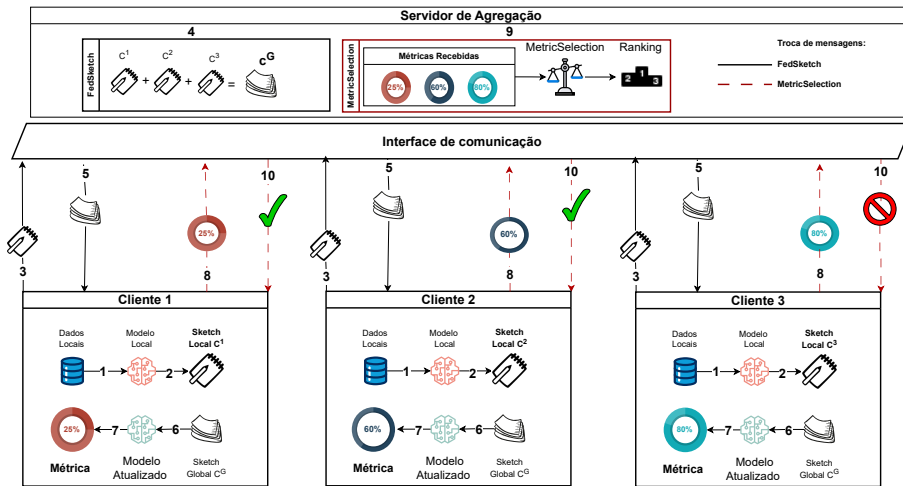 Servidor de Agregação
4
9
FedSketch
C1
+
C2
+
C3
=
cG
MetricSelection
Métricas Recebidas
25%
60%
80%
MetricSelection
Ranking
2
1
3
Troca de mensagens:
FedSketch
MetricSelection
Interface de comunicação
3
5
25%
8
10
3
5
60%
8
10
3
5
80%
8
10
Cliente 1
Dados
Locais
Modelo
Local
Sketch
Local C1
1
2
25%
7
6
Métrica
Modelo
Atualizado
Sketch
Global CG
Cliente 2
Dados
Locais
Modelo
Local
Sketch
Local C2
1
2
60%
7
6
Métrica
Modelo
Atualizado
Sketch
Global CG
Cliente 3
Dados
Locais
Modelo
Local
Sketch
Local C3
1
2
80%
7
6
Métrica
Modelo
Atualizado
Sketch
Global CG